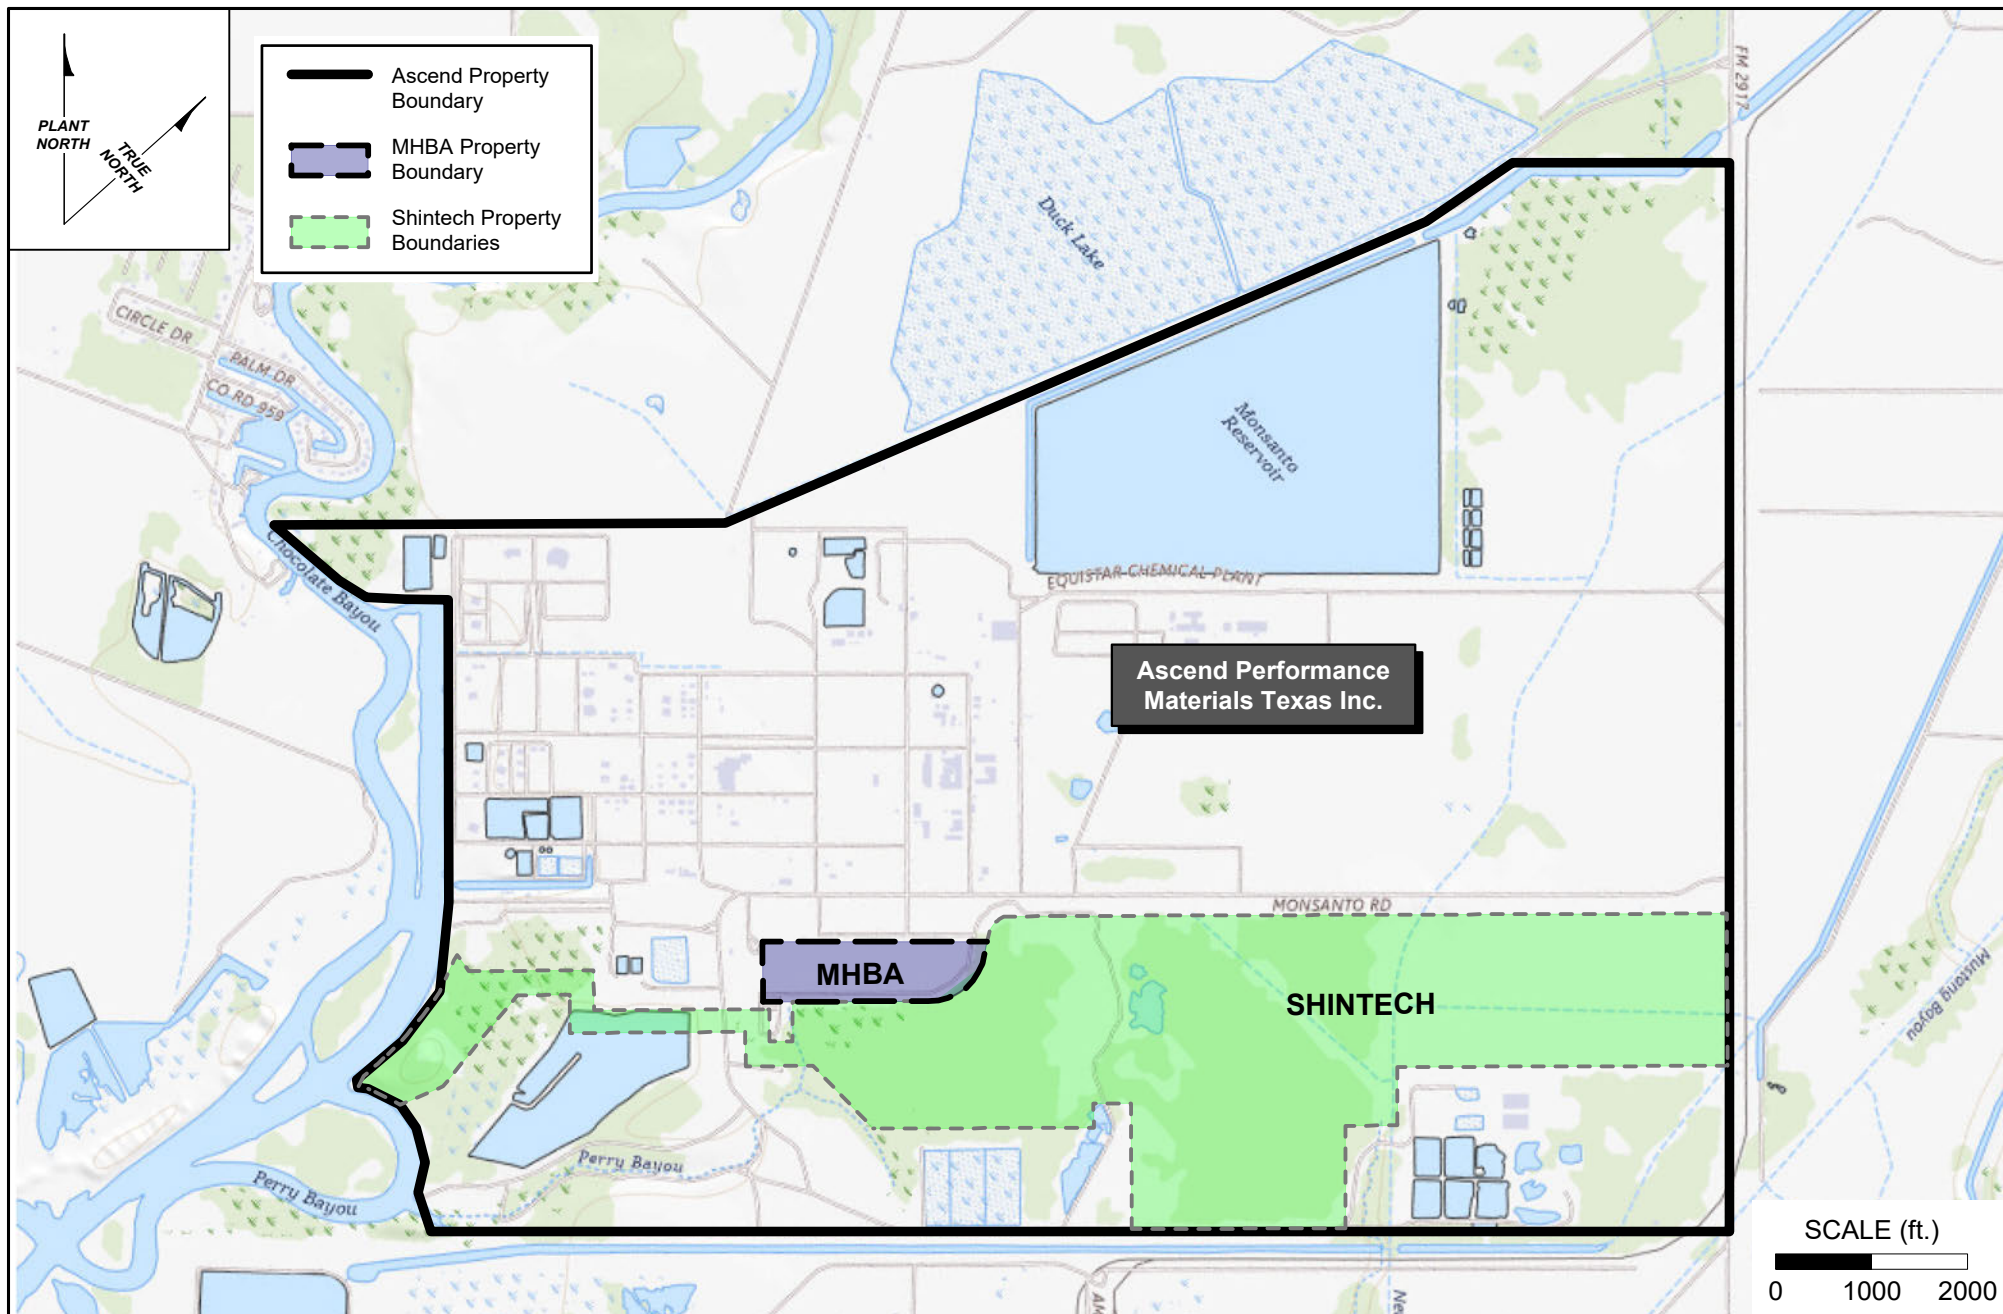 PLANT
NORTH
TRUE
NORTH
Ascend Property
Boundary
MHBA Property
Boundary
Shintech Property
Boundaries
FM 2917
Duck Lake
CIRCLE DR
PALM DR
CO RD 959
Monsanto
Reservoir
Chocolate Bayou
EQUISTAR CHEMICAL PLANT
Ascend Performance
Materials Texas Inc.
MONSANTO RD
MHBA
SHINTECH
Mustang Bayou
Perry Bayou
Perry Bayou
SCALE (ft.)
0 1000 2000